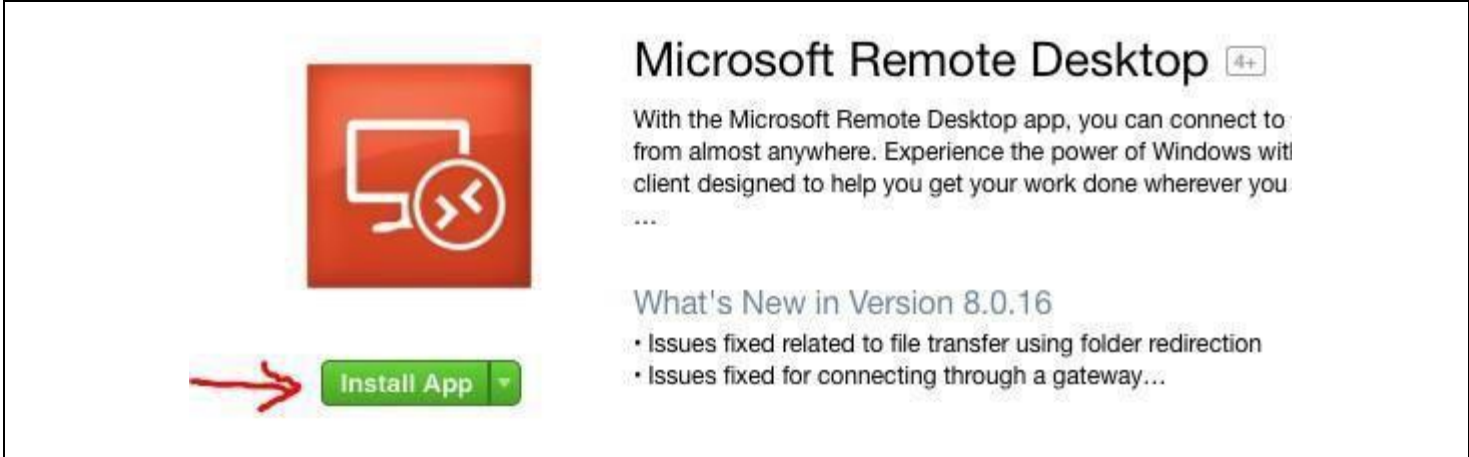 Microsoft Remote Desktop 4+
With the Microsoft Remote Desktop app, you can connect to
from almost anywhere. Experience the power of Windows wit
client designed to help you get your work done wherever you
…
What's New in Version 8.0.16
• Issues fixed related to file transfer using folder redirection
• Issues fixed for connecting through a gateway…
Install App